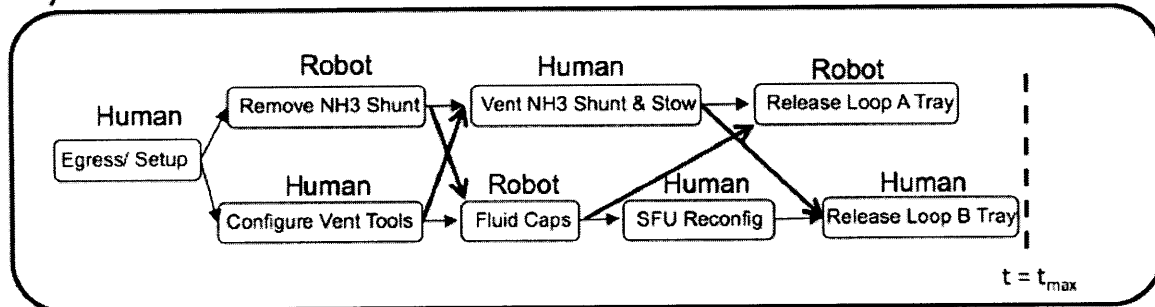 Robot
Human
Robot
Remove NH3 Shunt
Vent NH3 Shunt & Stow
Release Loop A Tray
Human
Egress/ Setup
Human
Robot
Human
Human
Configure Vent Tools
Fluid Caps
SFU Reconfig
Release Loop B Tray
t = tmax